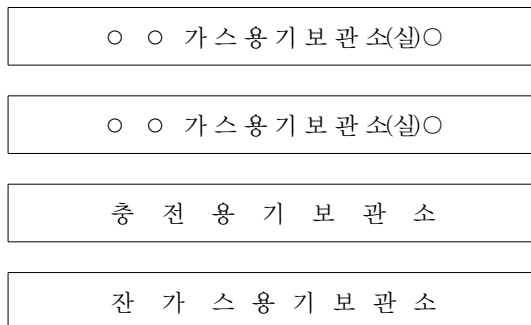 ○ ○ 가스용기보관소(실)○
○ ○ 가스용기보관소(실)○
충 전 용 기 보 관 소
잔 가 스 용 기 보 관 소